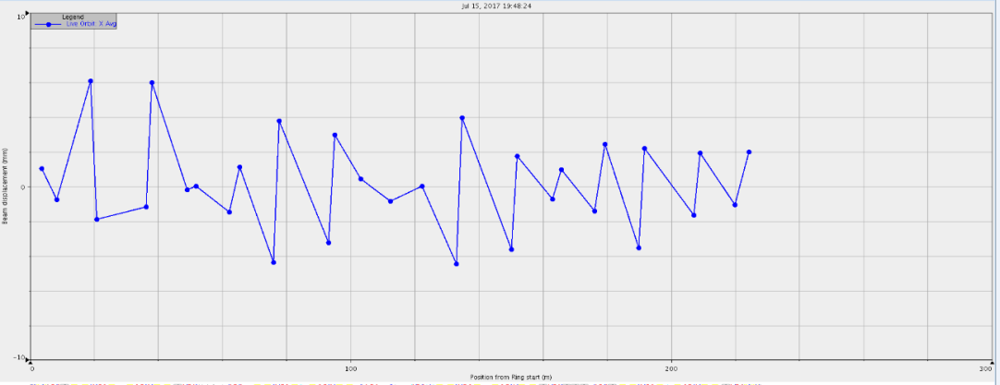 Jul 15, 2017 19:48:24
10
Legend
Live Orbit X Avg
Beam displacement (mm)
0
-10
0
100
200
300
Position from Ring start (m)